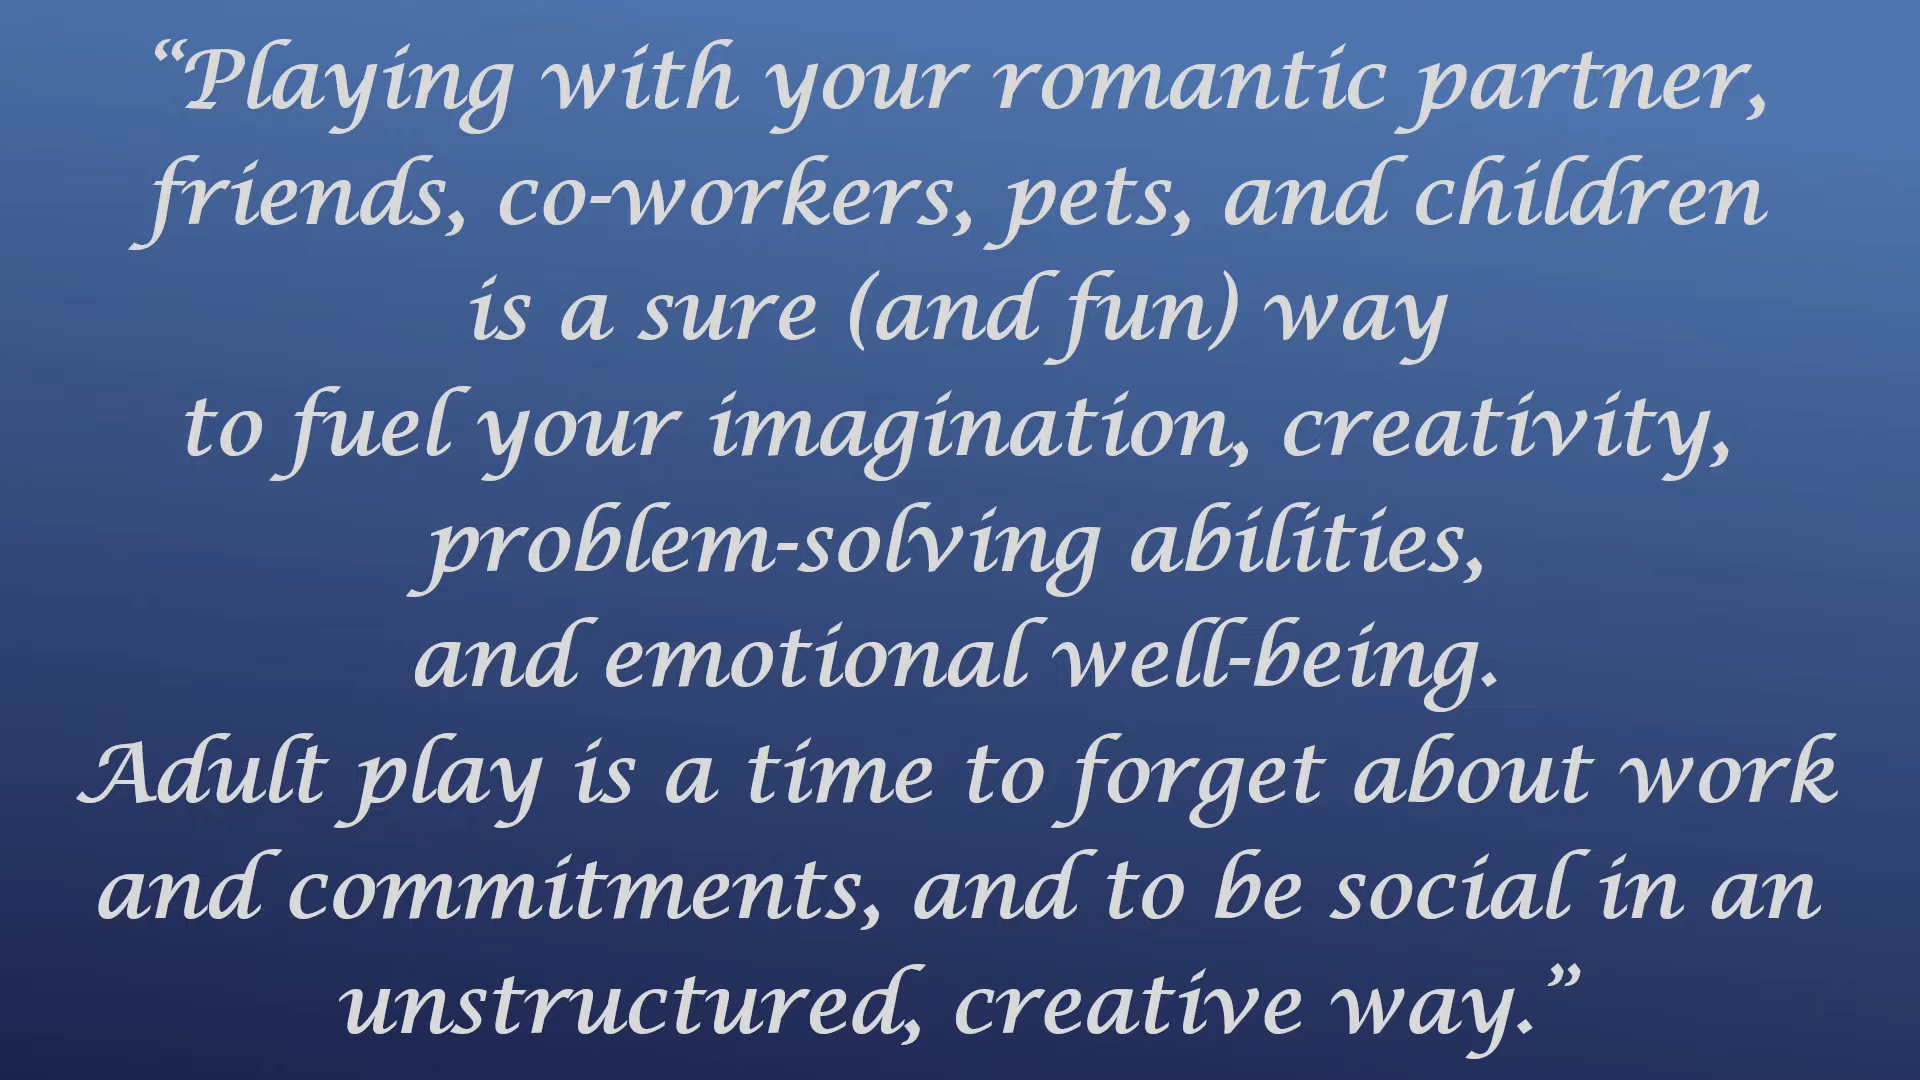 “Playing with your romantic partner,
friends, co-workers, pets, and children
is a sure (and fun) way
to fuel your imagination, creativity,
problem-solving abilities,
and emotional well-being.
Adult play is a time to forget about work
and commitments, and to be social in an
unstructured, creative way.”